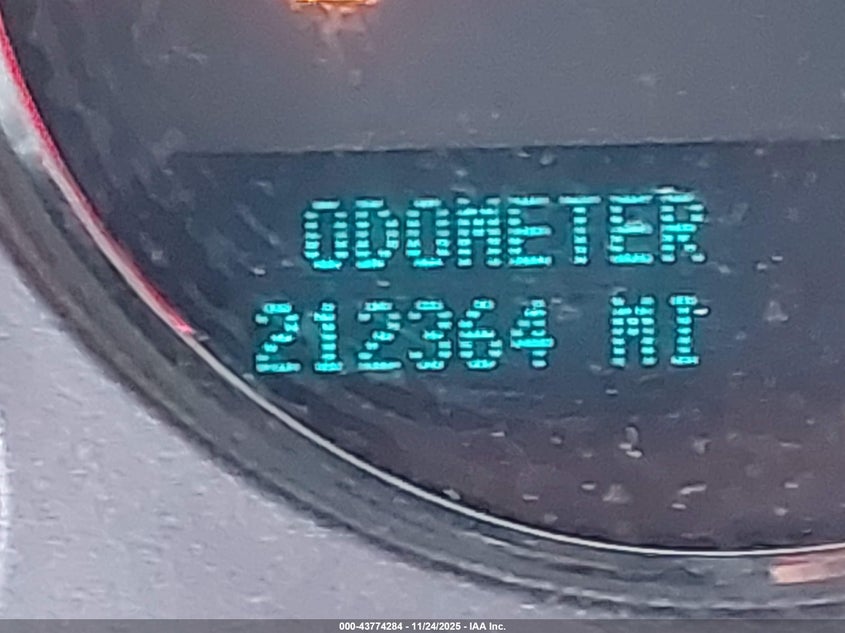 ODOMETER
212364 MI
000-43774284 - 11/24/2025 - IAA Inc.